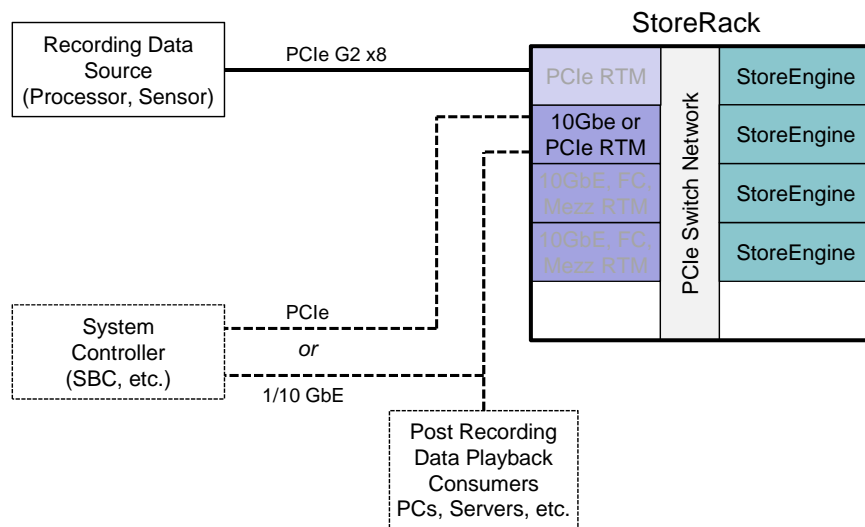 StoreRack
Recording Data
Source
(Processor, Sensor)
PCIe G2 x8
PCIe RTM
StoreEngine
10Gbe or
PCIe RTM
StoreEngine
10GbE, FC,
Mezz RTM
StoreEngine
10GbE, FC,
Mezz RTM
StoreEngine
PCIe Switch Network
System
Controller
(SBC, etc.)
PCIe
or
1/10 GbE
Post Recording
Data Playback
Consumers
PCs, Servers, etc.